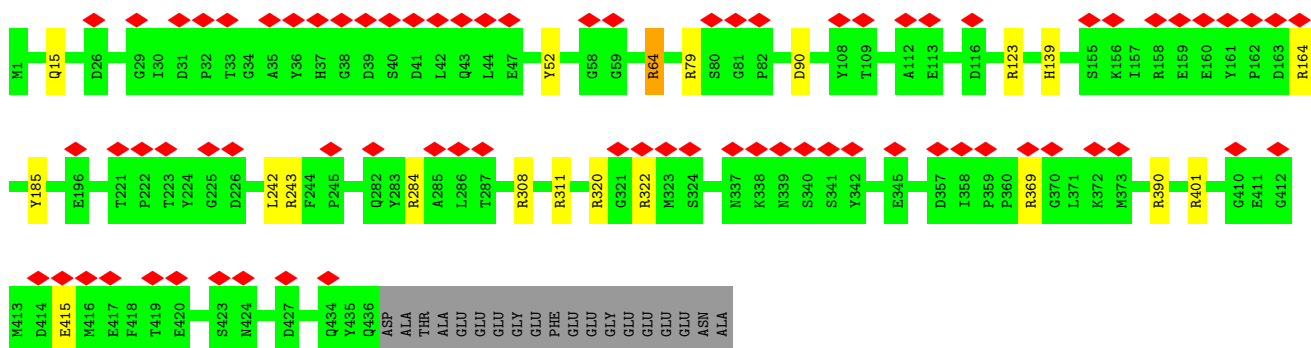 M1 Q15 D26 G29 I30 D31 P32 T33 G34 A35 Y36 H37 G38 D39 S40 D41 L42 Q43 L44 E47 Y52 G58 G59 R64 R79 S80 G81 P82 D90 Y108 T109 A112 E113 D116 R123 H139 S155 K156 I157 R158 E159 E160 Y161 P162 D163 R164
Y185 E196 T221 P222 T223 Y224 G225 D226 L242 R243 F244 P245 Q282 Y283 R284 A285 L286 T287 R308 R311 R320 G321 R322 M323 S324 N337 K338 N339 S340 S341 Y342 E345 D357 I358 P359 P360 R369 G370 L371 K372 M373 R390 R401 G410 E411 G412
M413 D414 E415 M416 E417 F418 T419 E420 S423 N424 D427 Q434 Y435 Q436 ASP ALA THR ALA GLU GLU GLU GLY GLU PHE GLU GLU GLY GLU GLU GLU GLU ASN ALA